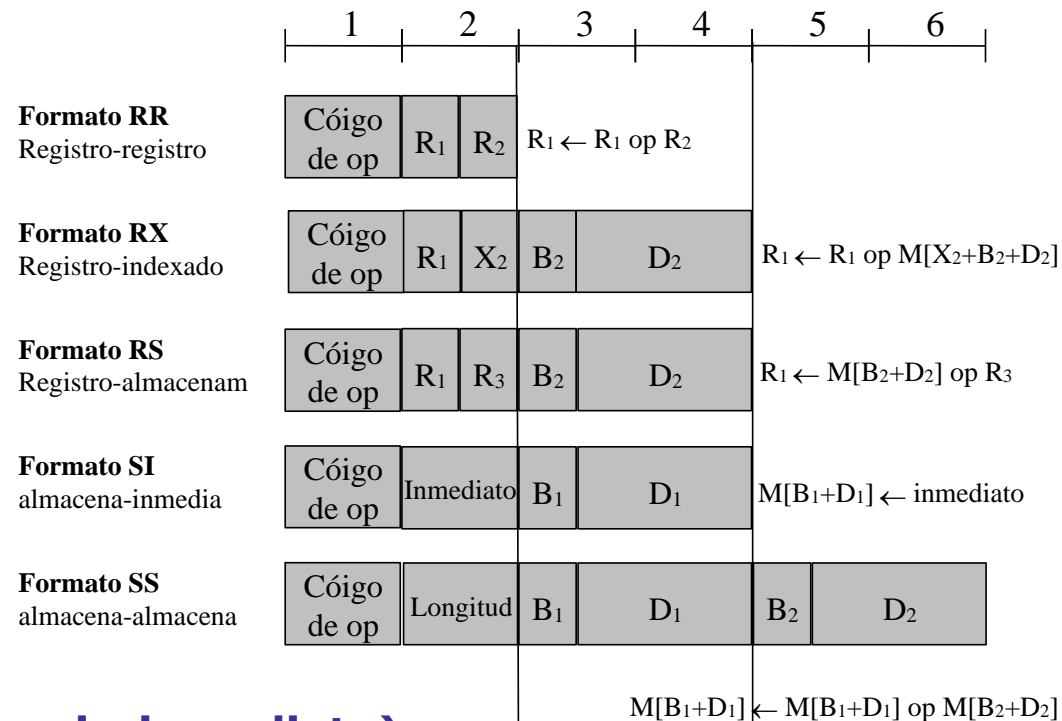 1 2 3 4 5 6
Formato RR
Registro-registro
Cóigo
de op
R1 R2
R1 ← R1 op R2
Formato RX
Registro-indexado
Cóigo
de op
R1 X2 B2 D2
R1 ← R1 op M[X2+B2+D2]
Formato RS
Registro-almacenam
Cóigo
de op
R1 R3 B2 D2
R1 ← M[B2+D2] op R3
Formato SI
almacena-inmedia
Cóigo
de op
Inmediato B1 D1
M[B1+D1] ← inmediato
Formato SS
almacena-almacena
Cóigo
de op
Longitud B1 D1 B2 D2
M[B1+D1] ← M[B1+D1] op M[B2+D2]